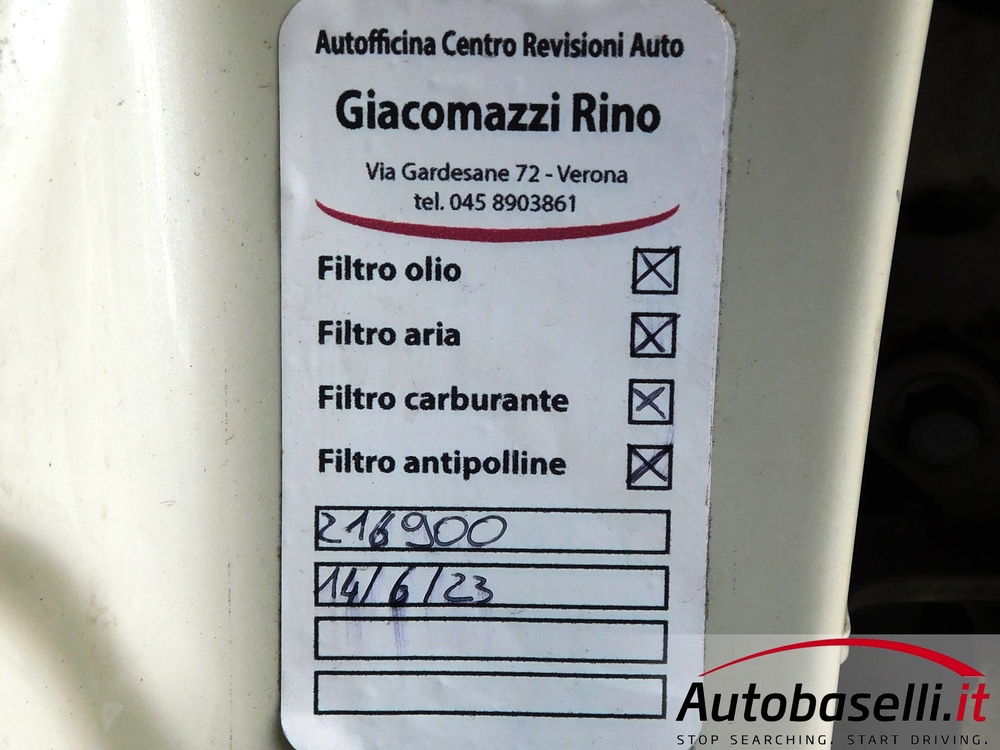 Autofficina Centro Revisioni Auto
Giacomazzi Rino
Via Gardesane 72 - Verona
tel. 045 8903861
Filtro olio
Filtro aria
Filtro carburante
Filtro antipolline
216900
14/6/23
Autobaselli.it
STOP SEARCHING. START DRIVING.